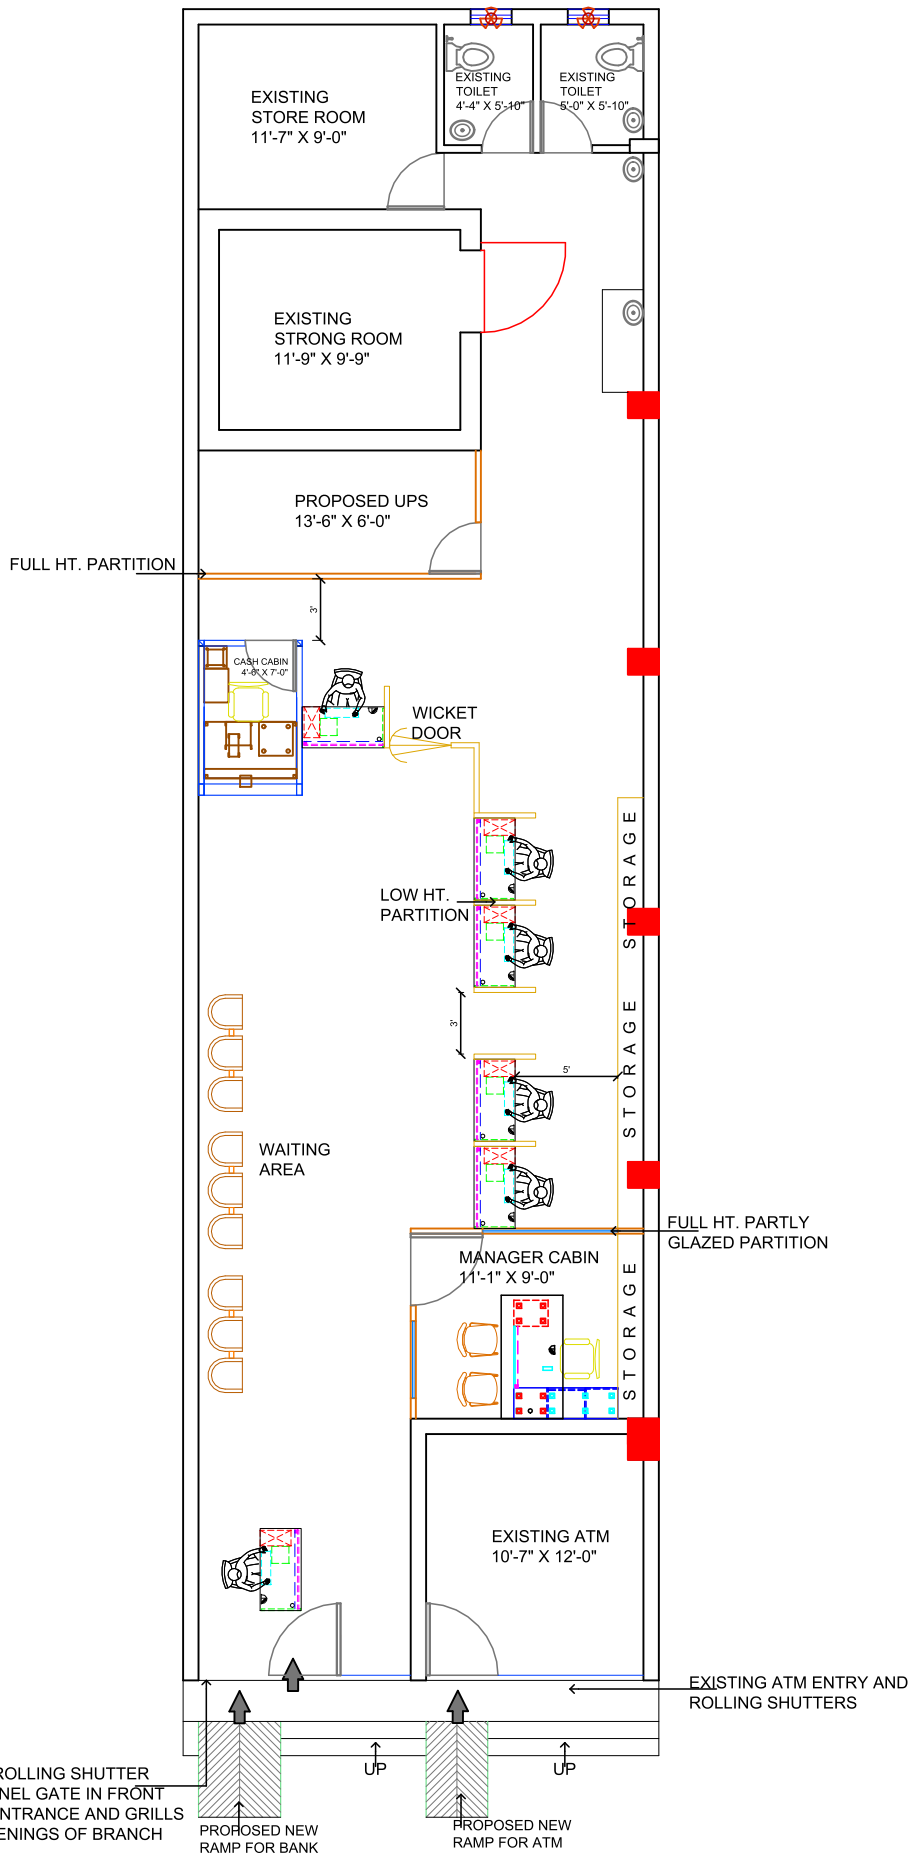 EXISTING
STORE ROOM
11'-7" X 9'-0"
EXISTING
TOILET
4'-4" X 5'-10"
EXISTING
TOILET
5'-0" X 5'-10"
EXISTING
STRONG ROOM
11'-9" X 9'-9"
PROPOSED UPS
13'-6" X 6'-0"
FULL HT. PARTITION
3'
CASH CABIN
4'-6" X 7'-0"
WICKET
DOOR
STORAGE
LOW HT.
PARTITION
3'
5'
STORAGE
WAITING
AREA
FULL HT. PARTLY
GLAZED PARTITION
MANAGER CABIN
11'-1" X 9'-0"
STORAGE
EXISTING ATM
10'-7" X 12'-0"
EXISTING ATM ENTRY AND
ROLLING SHUTTERS
UP
UP
ROLLING SHUTTER
NEL GATE IN FRONT
NTRANCE AND GRILLS
ENINGS OF BRANCH
PROPOSED NEW
RAMP FOR BANK
PROPOSED NEW
RAMP FOR ATM